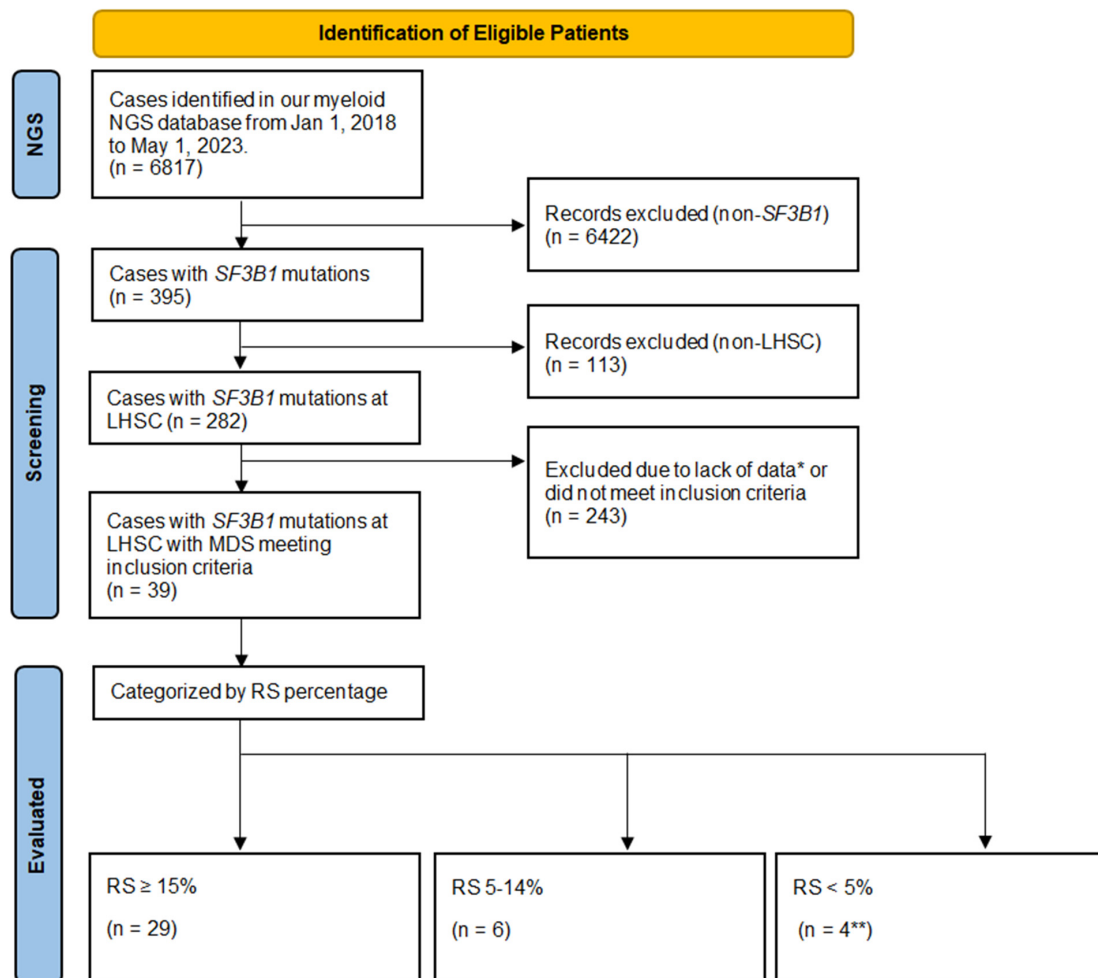 Identification of Eligible Patients
NGS
Cases identified in our myeloid
NGS database from Jan 1, 2018
to May 1, 2023.
(n = 6817)
Records excluded (non-SF3B1)
(n = 6422)
Screening
Cases with SF3B1 mutations
(n = 395)
Records excluded (non-LHSC)
(n = 113)
Cases with SF3B1 mutations at
LHSC (n = 282)
Excluded due to lack of data* or
did not meet inclusion criteria
(n = 243)
Cases with SF3B1 mutations at
LHSC with MDS meeting
inclusion criteria
(n = 39)
Evaluated
Categorized by RS percentage
RS ≥ 15%
(n = 29)
RS 5-14%
(n = 6)
RS < 5%
(n = 4**)